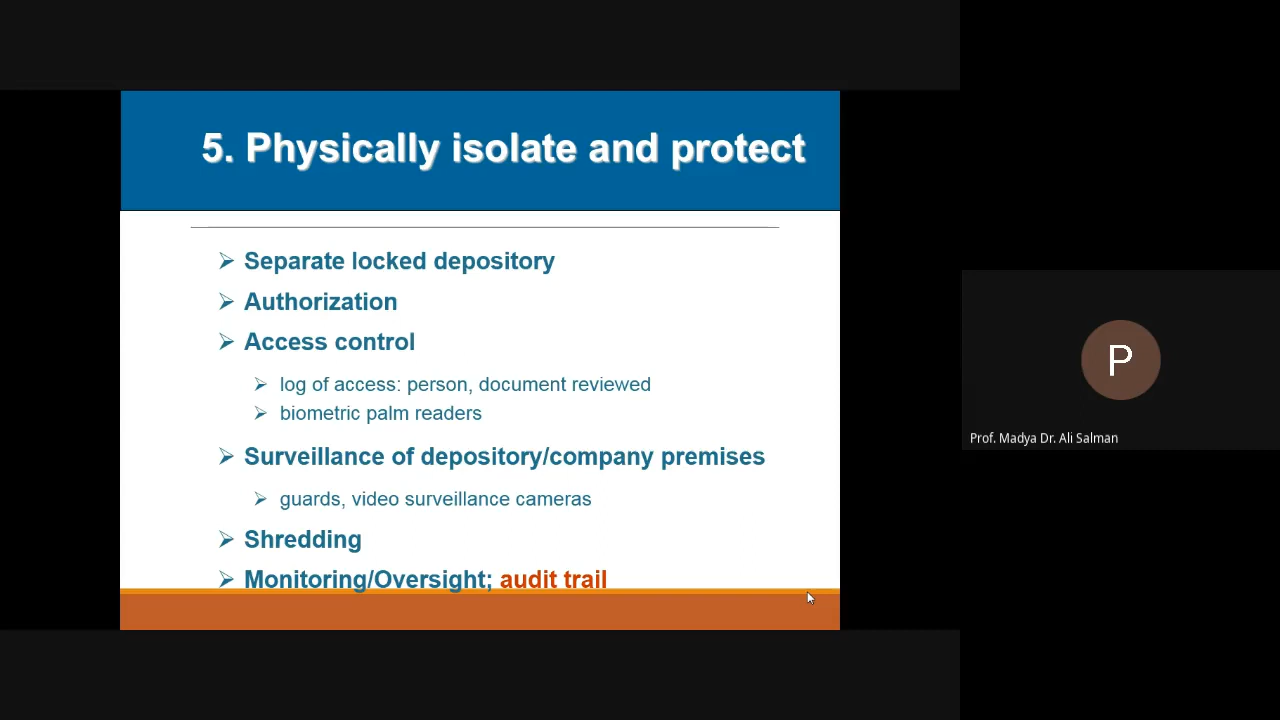 5. Physically isolate and protect
Separate locked depository
Authorization
Access control
log of access: person, document reviewed
biometric palm readers
Surveillance of depository/company premises
guards, video surveillance cameras
Shredding
Monitoring/Oversight; audit trail
P
Prof. Madya Dr. Ali Salman